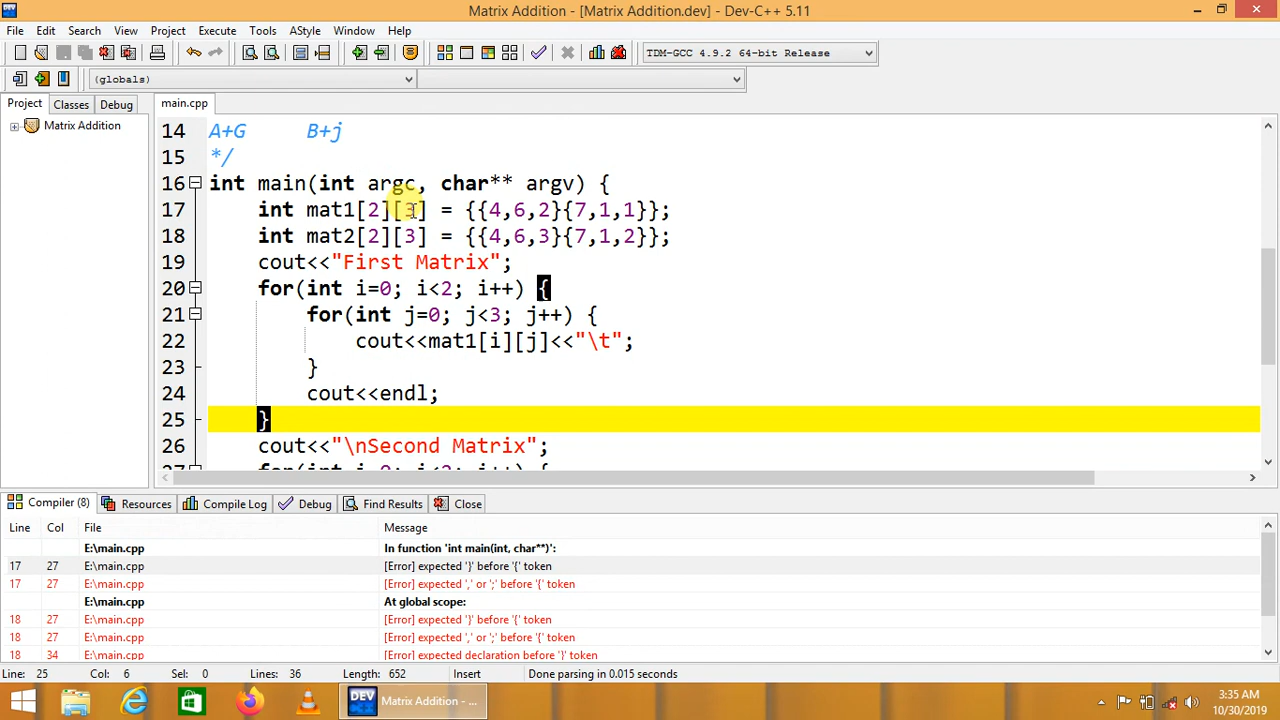 Matrix Addition - [Matrix Addition.dev] - Dev-C++ 5.11
File Edit Search View Project Execute Tools AStyle Window Help
TDM-GCC 4.9.2 64-bit Release
(globals)
Project Classes Debug
main.cpp
Matrix Addition
14 A+G B+j
15 */
16 int main(int argc, char** argv) {
17 int mat1[2][3] = {{4,6,2}{7,1,1}};
18 int mat2[2][3] = {{4,6,3}{7,1,2}};
19 cout<<"First Matrix";
20 for(int i=0; i<2; i++) {
21 for(int j=0; j<3; j++) {
22 cout<<mat1[i][j]<<"\t";
23 }
24 cout<<endl;
25 }
26 cout<<"\nSecond Matrix";
27 for(int i=0; i<2; i++) {
Compiler (8) Resources Compile Log Debug Find Results Close
Line Col File Message
E:\main.cpp In function 'int main(int, char**)':
17 27 E:\main.cpp [Error] expected '}' before '{' token
17 27 E:\main.cpp [Error] expected ',' or ';' before '{' token
E:\main.cpp At global scope:
18 27 E:\main.cpp [Error] expected '}' before '{' token
18 27 E:\main.cpp [Error] expected ',' or ';' before '{' token
18 34 E:\main.cpp [Error] expected declaration before '}' token
Line: 25 Col: 6 Sel: 0 Lines: 36 Length: 652 Insert Done parsing in 0.015 seconds
DEV Matrix Addition - ...
3:35 AM
10/30/2019